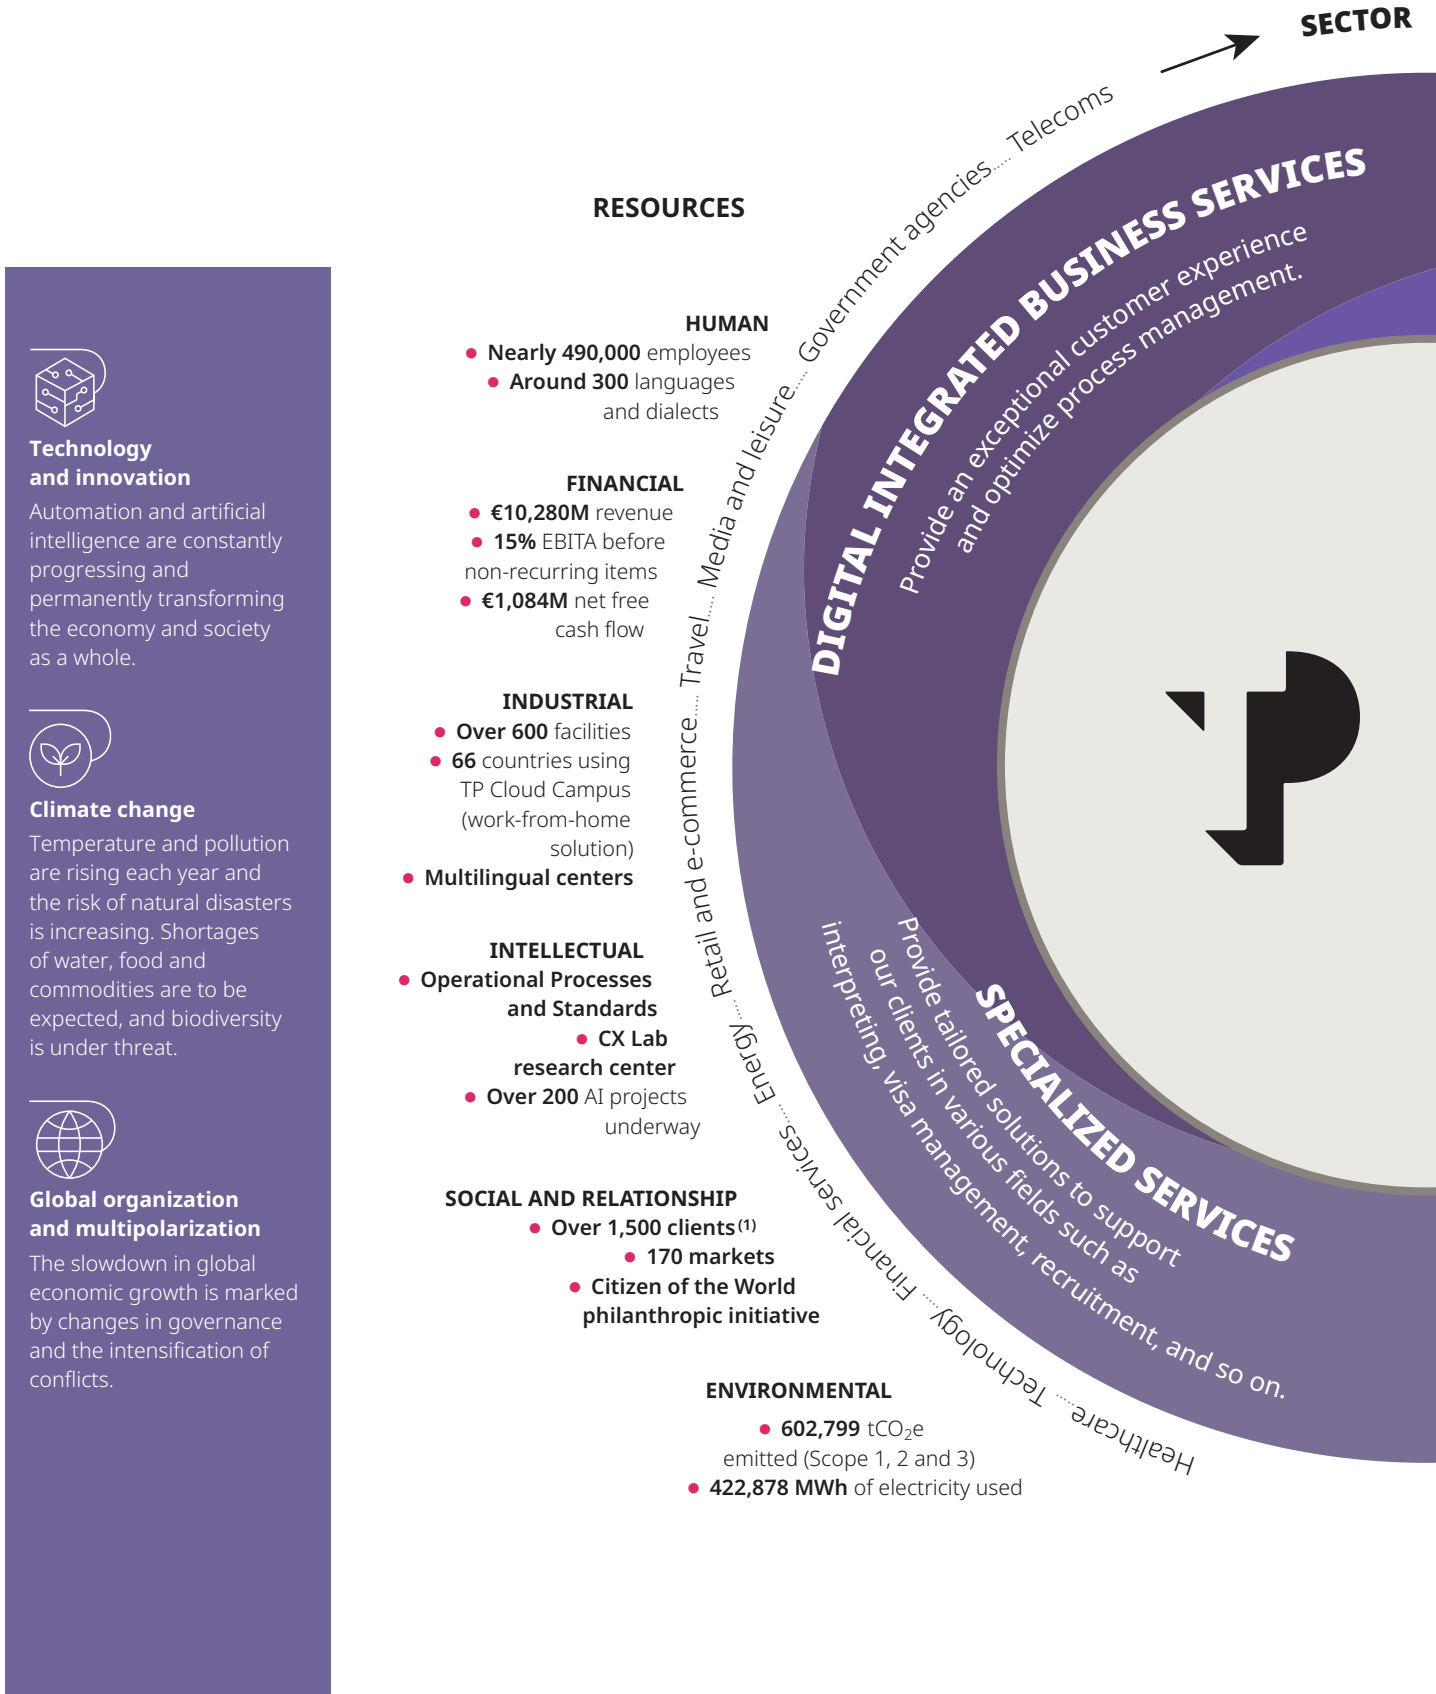 Technology
and innovation
Automation and artificial
intelligence are constantly
progressing and
permanently transforming
the economy and society
as a whole.
Climate change
Temperature and pollution
are rising each year and
the risk of natural disasters
is increasing. Shortages
of water, food and
commodities are to be
expected, and biodiversity
is under threat.
Global organization
and multipolarization
The slowdown in global
economic growth is marked
by changes in governance
and the intensification of
conflicts.
RESOURCES
HUMAN
● Nearly 490,000 employees
● Around 300 languages
and dialects
FINANCIAL
● €10,280M revenue
● 15% EBITA before
non-recurring items
● €1,084M net free
cash flow
INDUSTRIAL
● Over 600 facilities
● 66 countries using
TP Cloud Campus
(work-from-home
solution)
● Multilingual centers
INTELLECTUAL
● Operational Processes
and Standards
● CX Lab
research center
● Over 200 AI projects
underway
SOCIAL AND RELATIONSHIP
● Over 1,500 clients (1)
● 170 markets
● Citizen of the World
philanthropic initiative
ENVIRONMENTAL
● 602,799 tCO₂e
emitted (Scope 1, 2 and 3)
● 422,878 MWh of electricity used
Healthcare..... Technology..... Financial services..... Energy..... Retail and e-commerce..... Travel..... Media and leisure..... Government agencies..... Telecoms
SECTOR
DIGITAL INTEGRATED BUSINESS SERVICES
Provide an exceptional customer experience
and optimize process management.
SPECIALIZED SERVICES
Provide tailored solutions to support
our clients in various fields such as
interpreting, visa management, recruitment, and so on.